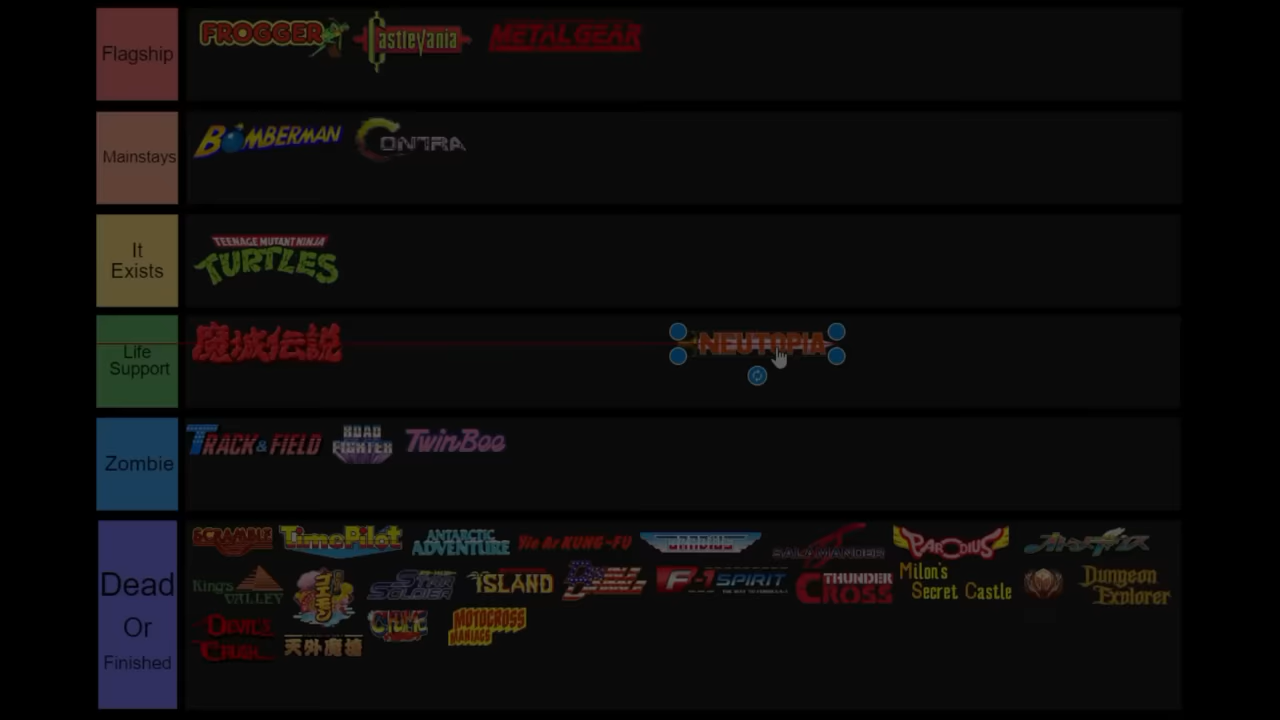 Flagship
FROGGER
Castlevania
METAL GEAR
Mainstays
BOMBERMAN
CONTRA
It
Exists
TEENAGE MUTANT NINJA
TURTLES
Life
Support
魔城伝説
NEUTOPIA
Zombie
TRACK & FIELD
ROAD
FIGHTER
TwinBee
Dead
Or
Finished
SCRAMBLE
Time Pilot
ANTARCTIC
ADVENTURE
Yie Ar KUNG-FU
GRADIUS
SALAMANDER
PARODIUS
King's
VALLEY
STAR
SOLDIER
ISLAND
F-1 SPIRIT
THUNDER
CROSS
Milon's
Secret Castle
Dungeon
Explorer
DEVIL'S
CRUSH
天外魔境
MOTOCROSS
MANIACS